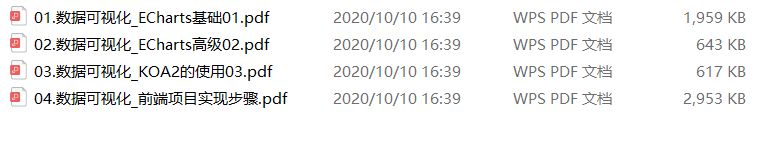 01.数据可视化_ECharts基础01.pdf 2020/10/10 16:39 WPS PDF 文档 1,959 KB
02.数据可视化_ECharts高级02.pdf 2020/10/10 16:39 WPS PDF 文档 643 KB
03.数据可视化_KOA2的使用03.pdf 2020/10/10 16:39 WPS PDF 文档 617 KB
04.数据可视化_前端项目实现步骤.pdf 2020/10/10 16:39 WPS PDF 文档 2,953 KB